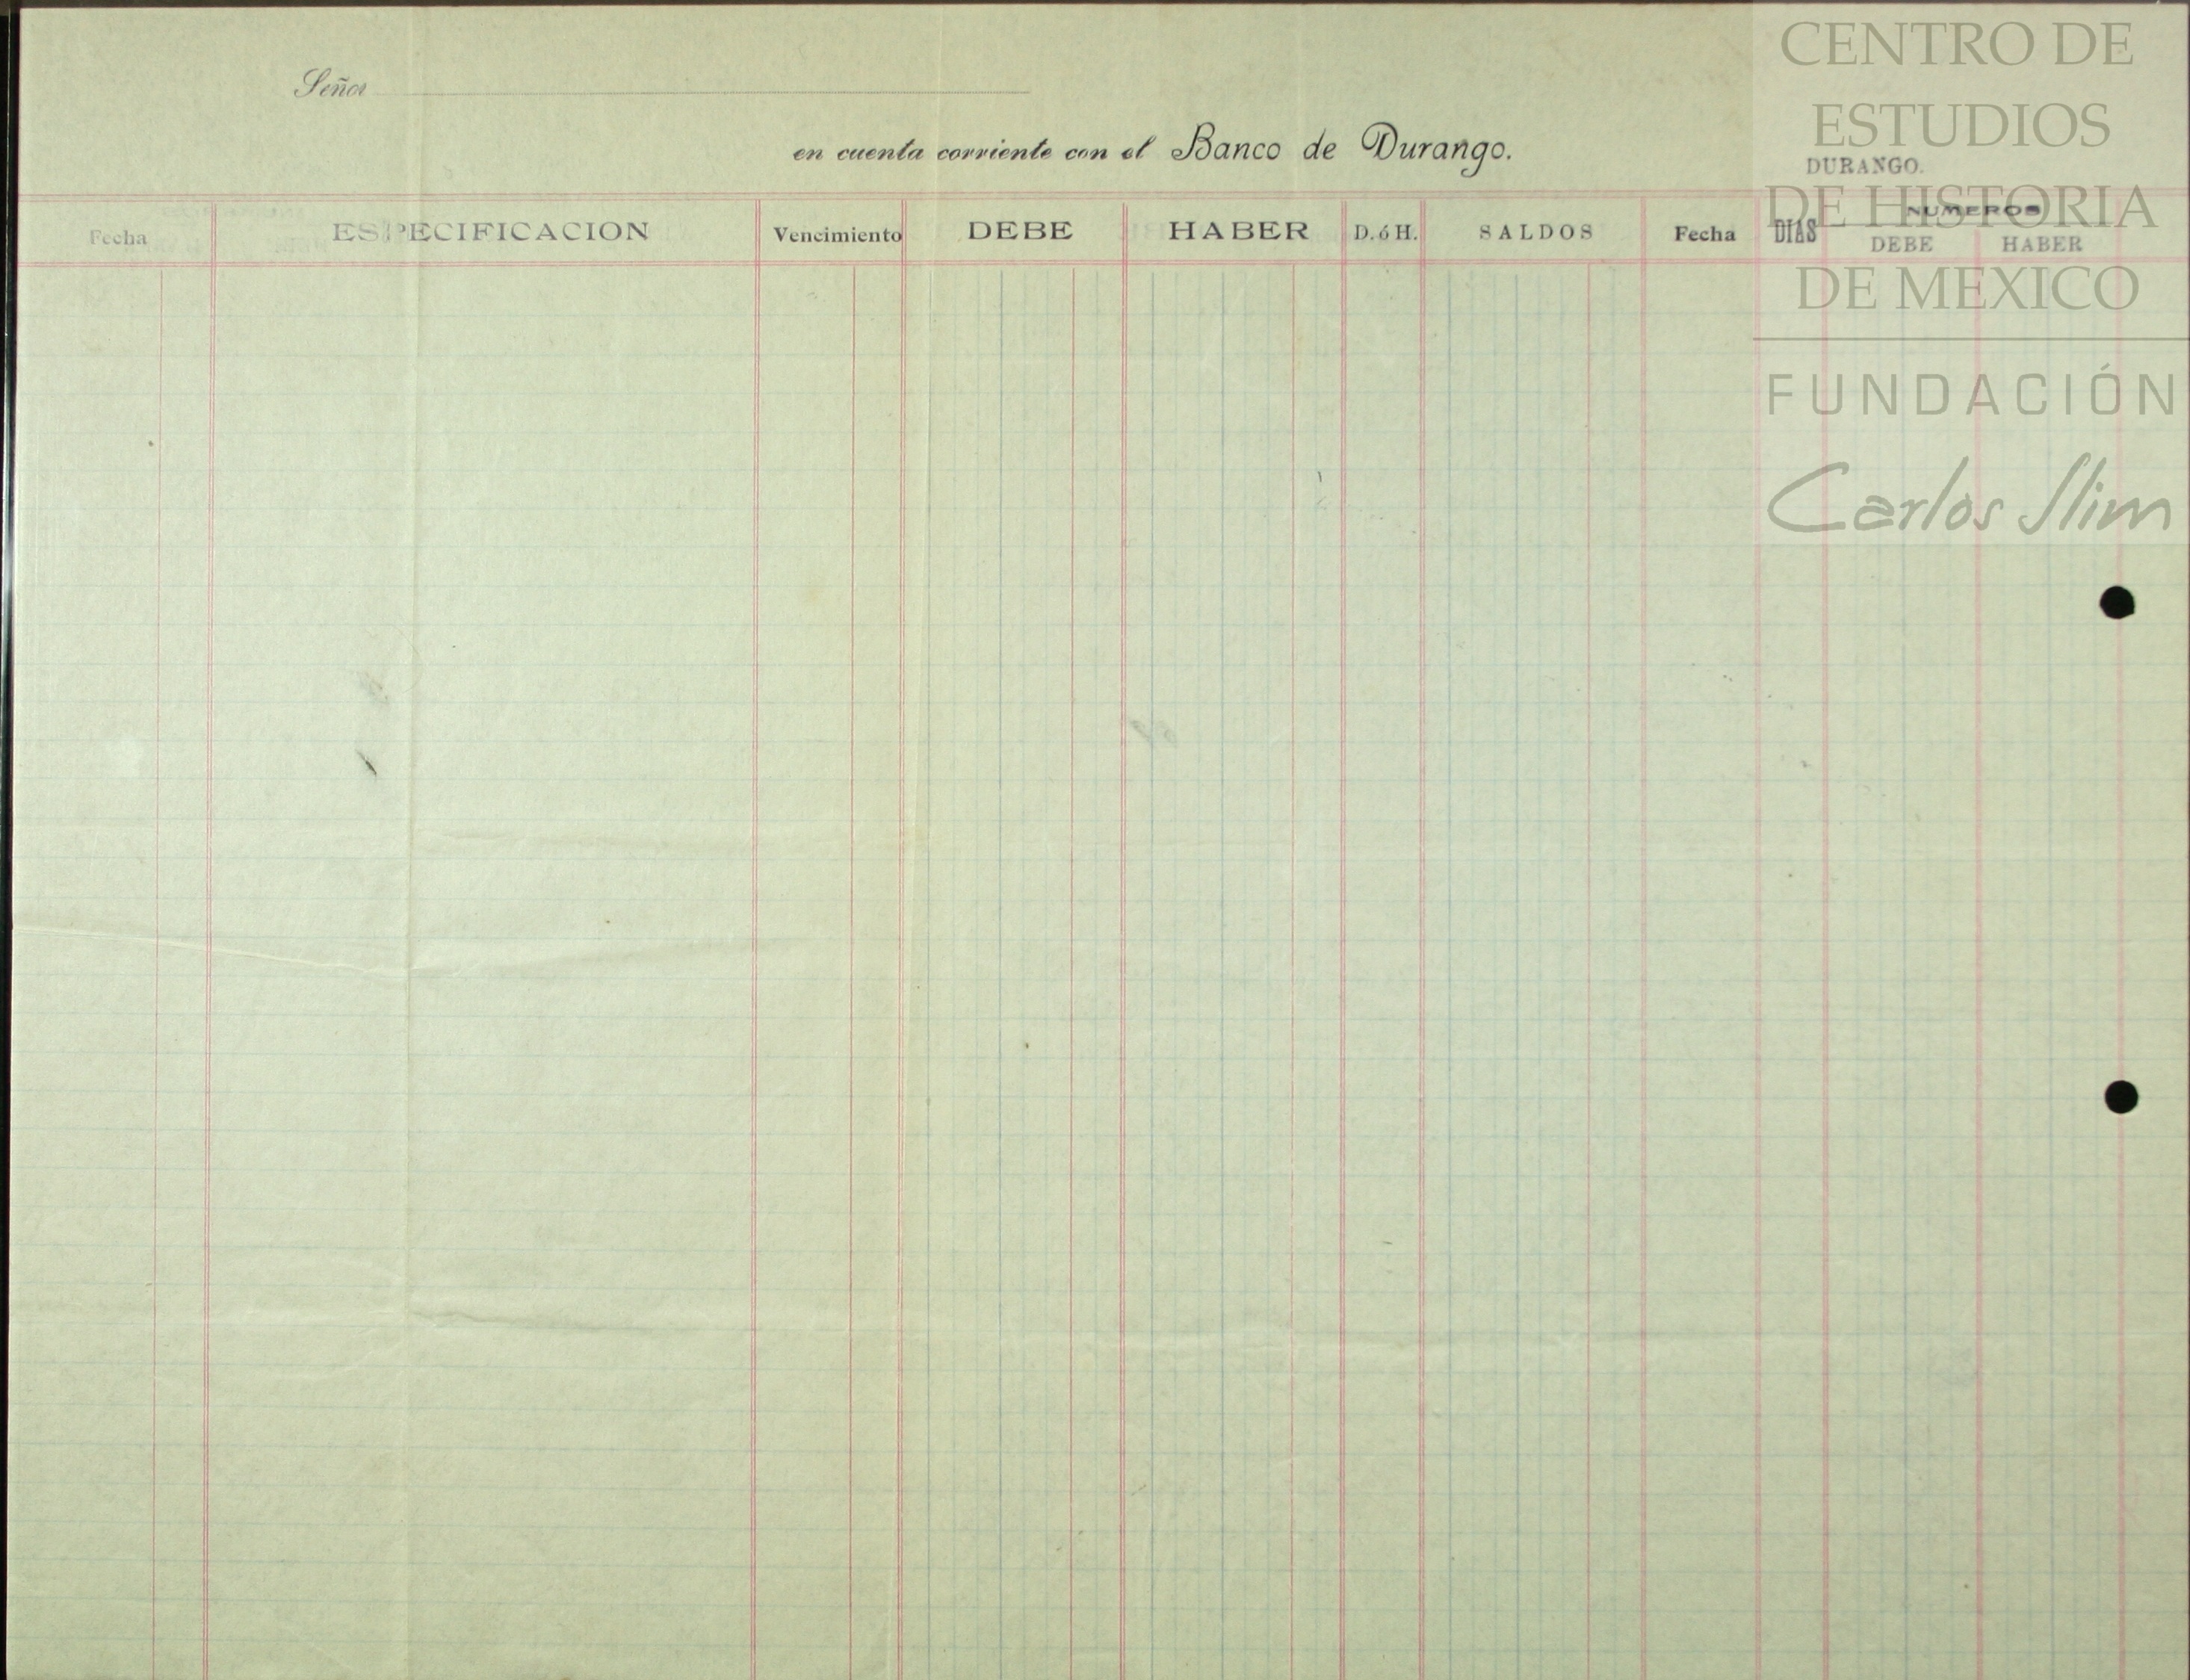 Señor
en cuenta corriente con el Banco de Durango.
DURANGO.
Fecha ESPECIFICACION Vencimiento DEBE HABER D. ó H. SALDOS Fecha DIAS NUMEROS
DEBE HABER
CENTRO DE
ESTUDIOS
DE HISTORIA
DE MEXICO
FUNDACIÓN
Carlos Slim